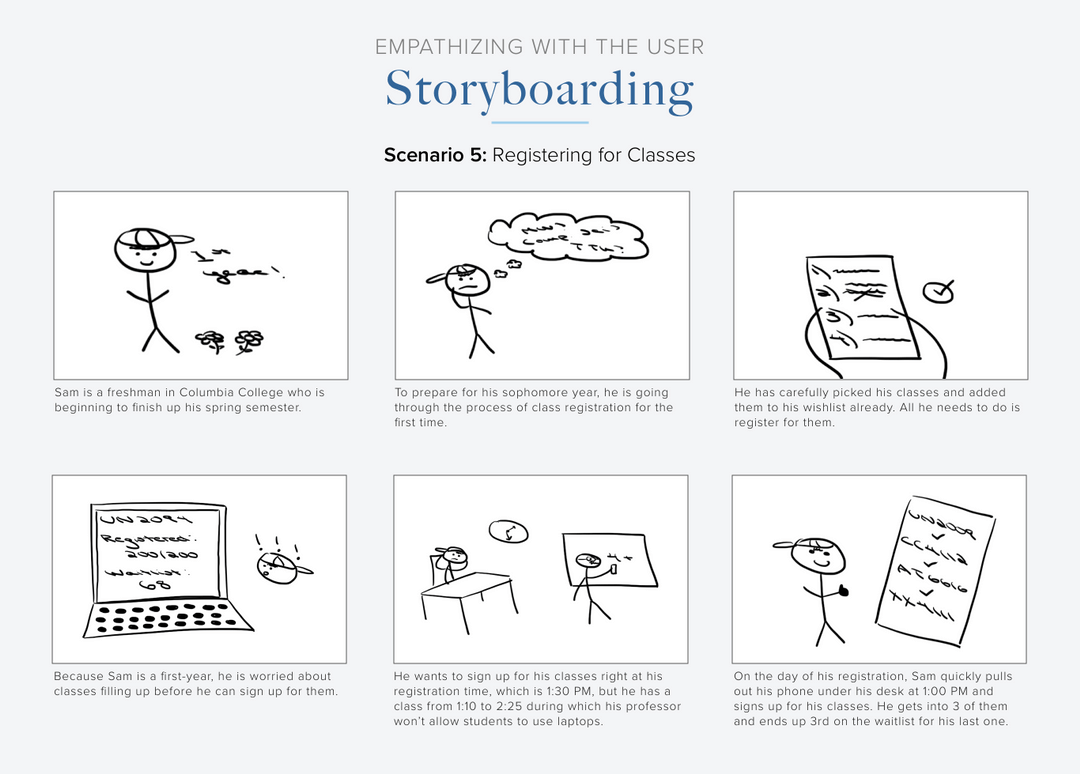 EMPATHIZING WITH THE USER
Storyboarding
Scenario 5: Registering for Classes
1st
year!
Sam is a freshman in Columbia College who is
beginning to finish up his spring semester.
To prepare for his sophomore year, he is going
through the process of class registration for the
first time.
1
2
3
4
He has carefully picked his classes and added
them to his wishlist already. All he needs to do is
register for them.
UN2094
Registered:
200/200
Waitlist:
68
! ! !
Because Sam is a first-year, he is worried about
classes filling up before he can sign up for them.
He wants to sign up for his classes right at his
registration time, which is 1:30 PM, but he has a
class from 1:10 to 2:25 during which his professor
won't allow students to use laptops.
On the day of his registration, Sam quickly pulls
out his phone under his desk at 1:00 PM and
signs up for his classes. He gets into 3 of them
and ends up 3rd on the waitlist for his last one.